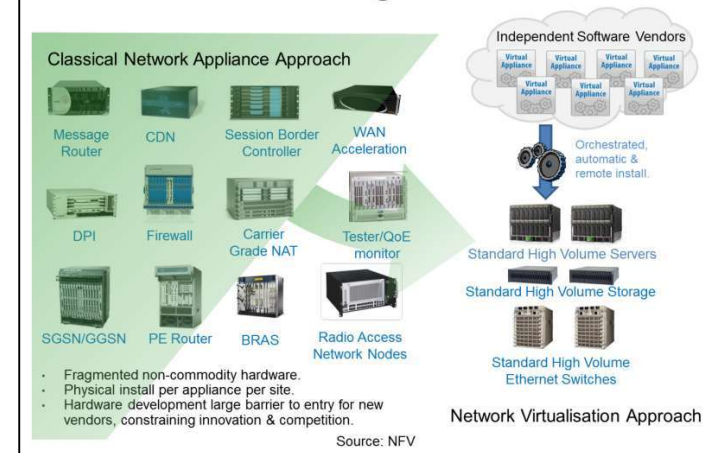 Classical Network Appliance Approach
Message
Router
CDN
Session Border
Controller
WAN
Acceleration
DPI
Firewall
Carrier
Grade NAT
Tester/QoE
monitor
SGSN/GGSN
PE Router
BRAS
Radio Access
Network Nodes
· Fragmented non-commodity hardware.
· Physical install per appliance per site.
· Hardware development large barrier to entry for new
vendors, constraining innovation & competition.
Source: NFV
Independent Software Vendors
Virtual
Appliance
Virtual
Appliance
Virtual
Appliance
Virtual
Appliance
Virtual
Appliance
Virtual
Appliance
Virtual
Appliance
Orchestrated,
automatic &
remote install.
Standard High Volume Servers
Standard High Volume Storage
Standard High Volume
Ethernet Switches
Network Virtualisation Approach